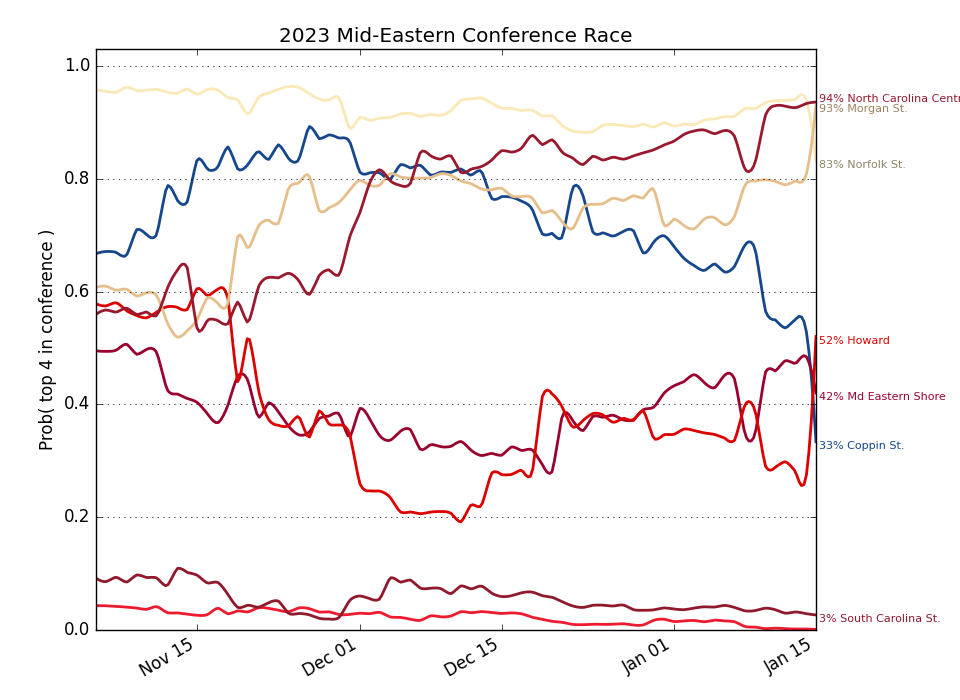 2023 Mid-Eastern Conference Race
Prob( top 4 in conference )
1.0
0.8
0.6
0.4
0.2
0.0
94% North Carolina Centr
93% Morgan St.
83% Norfolk St.
52% Howard
42% Md Eastern Shore
33% Coppin St.
3% South Carolina St.
Nov 15
Dec 01
Dec 15
Jan 01
Jan 15